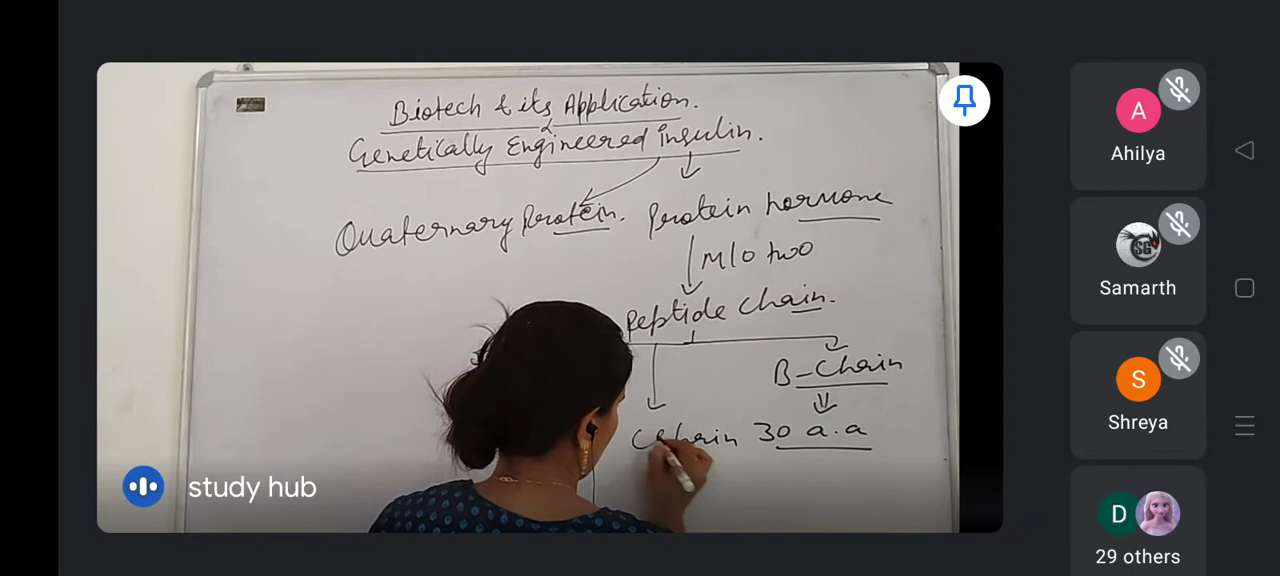 Biotech & its Application.
Genetically Engineered insulin.
Quaternary Protein. Protein hormone
M/o two
Peptide chain.
B-Chain
Chain 30 a.a
study hub
A
Ahilya
SG
Samarth
S
Shreya
D
29 others